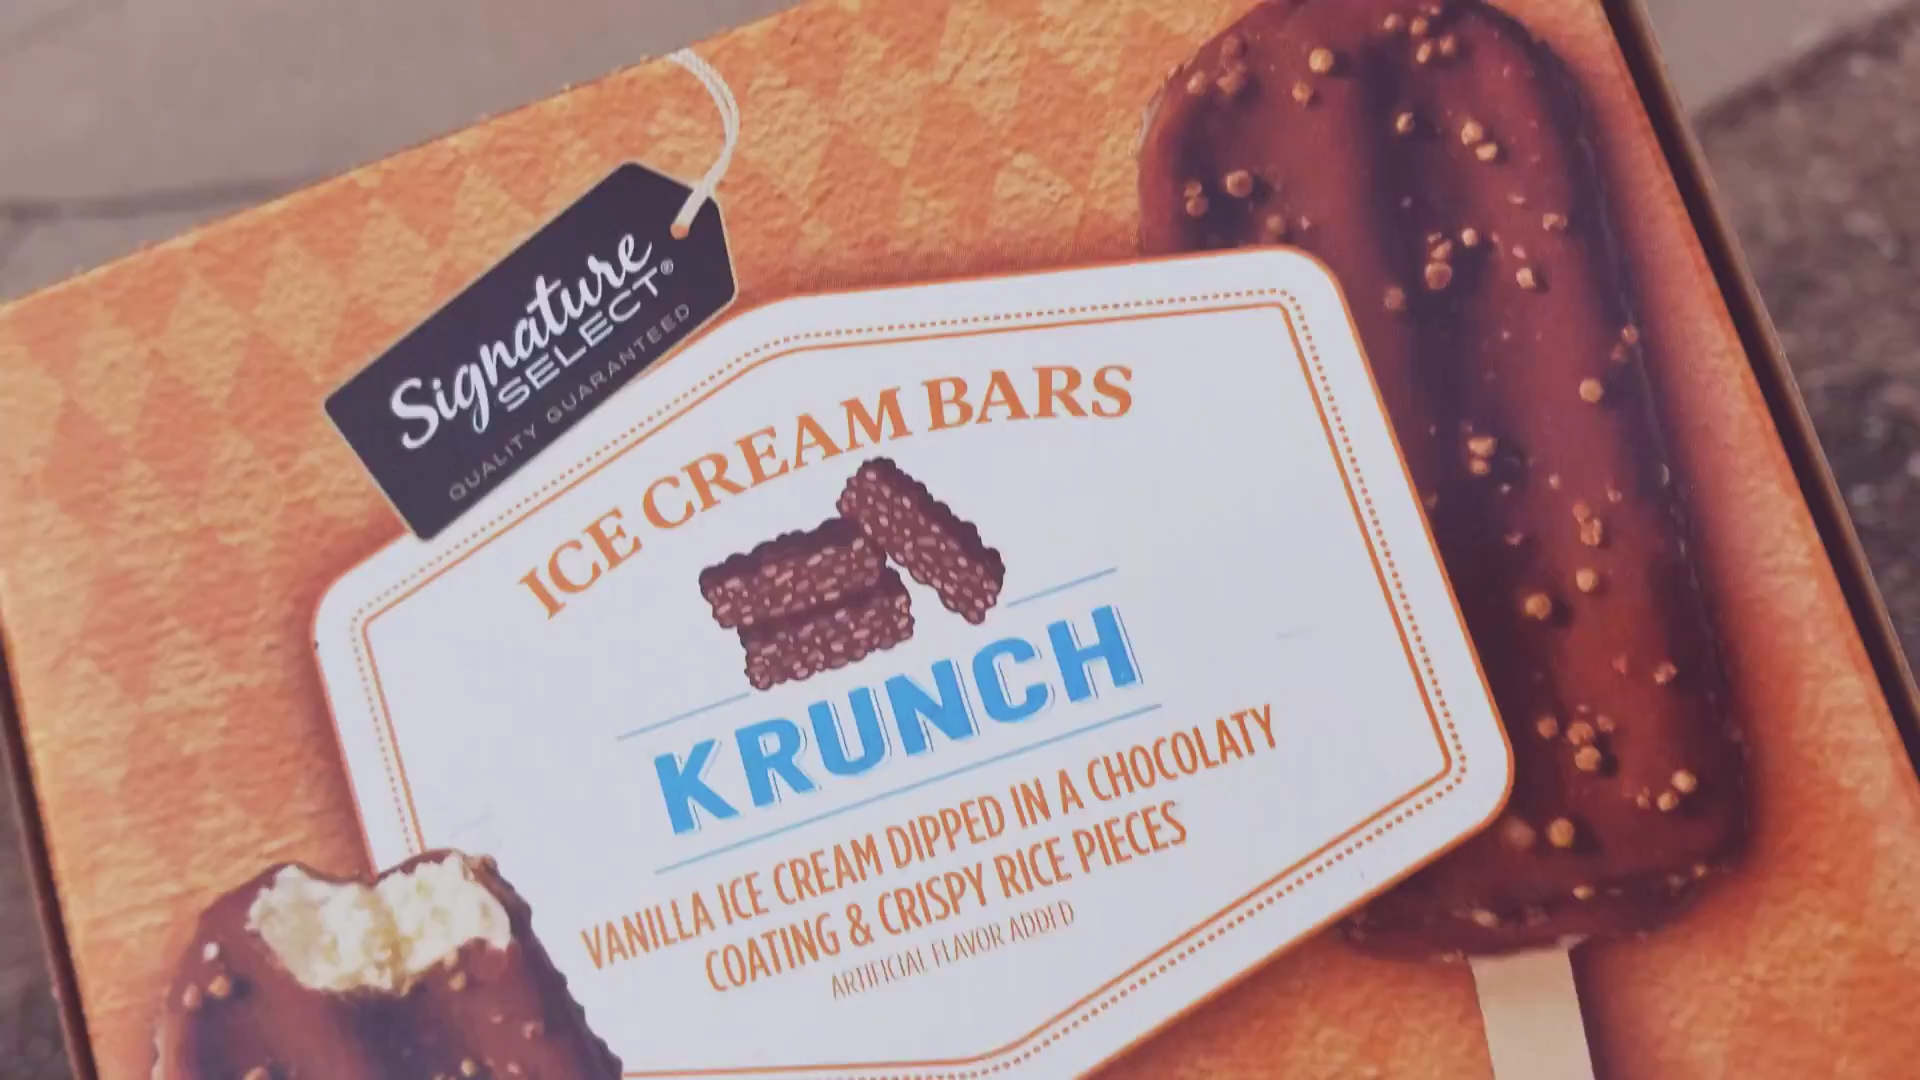 Signature
SELECT®
QUALITY GUARANTEED
ICE CREAM BARS
KRUNCH
VANILLA ICE CREAM DIPPED IN A CHOCOLATY
COATING & CRISPY RICE PIECES
ARTIFICIAL FLAVOR ADDED